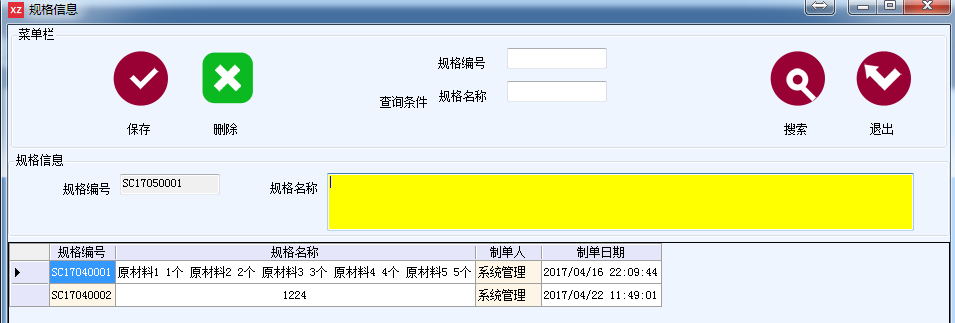 XZ 规格信息
菜单栏
保存
删除
查询条件
规格编号
规格名称
搜索
退出
规格信息
规格编号 SC17050001 规格名称
规格编号 规格名称 制单人 制单日期
SC17040001 原材料1 1个 原材料2 2个 原材料3 3个 原材料4 4个 原材料5 5个 系统管理 2017/04/16 22:09:44
SC17040002 1224 系统管理 2017/04/22 11:49:01